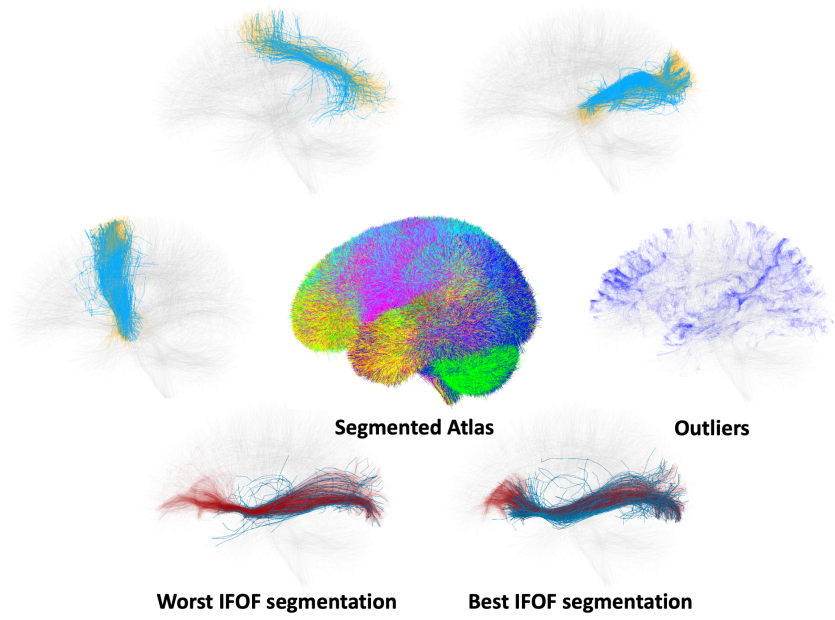 Segmented Atlas
Outliers
Worst IFOF segmentation
Best IFOF segmentation